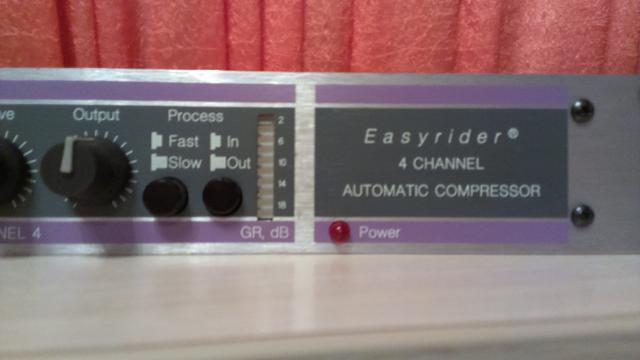 Output
Process
Fast
In
Slow
Out
2
6
10
14
18
4
GR, dB
Easyrider®
4 CHANNEL
AUTOMATIC COMPRESSOR
Power